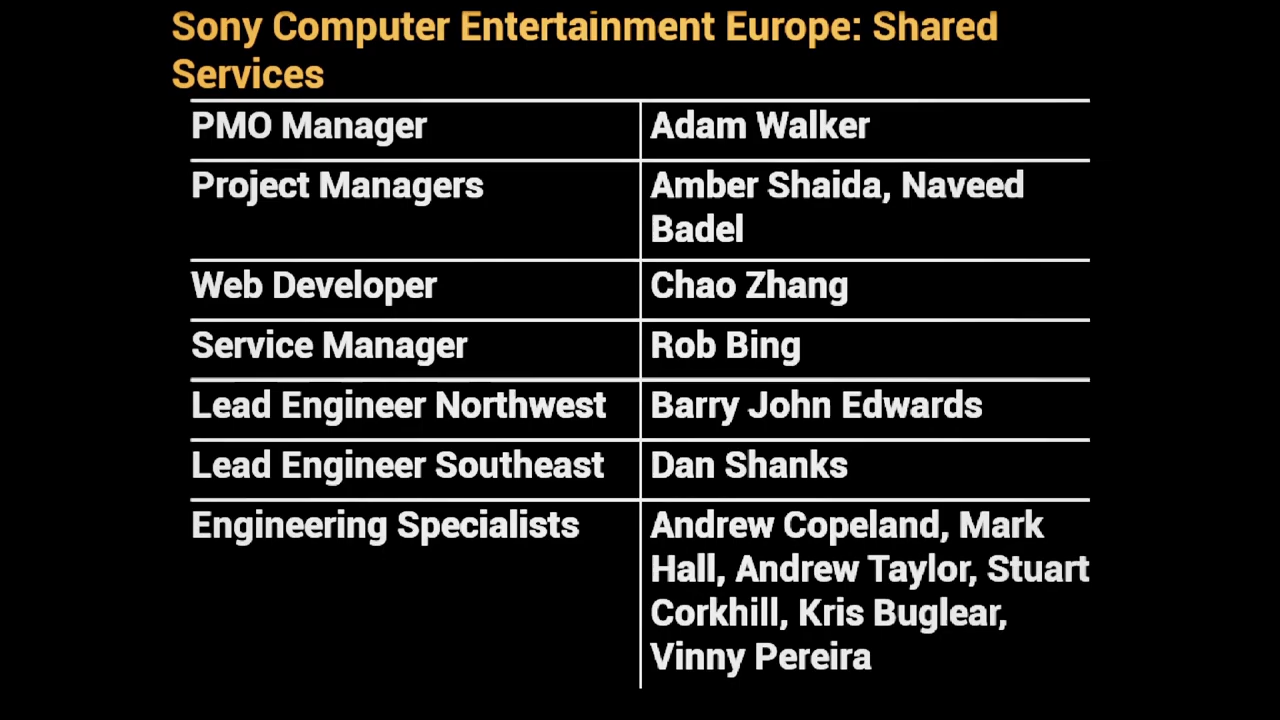 Sony Computer Entertainment Europe: Shared
Services
PMO Manager
Adam Walker
Project Managers
Amber Shaida, Naveed
Badel
Web Developer
Chao Zhang
Service Manager
Rob Bing
Lead Engineer Northwest
Barry John Edwards
Lead Engineer Southeast
Dan Shanks
Engineering Specialists
Andrew Copeland, Mark
Hall, Andrew Taylor, Stuart
Corkhill, Kris Buglear,
Vinny Pereira